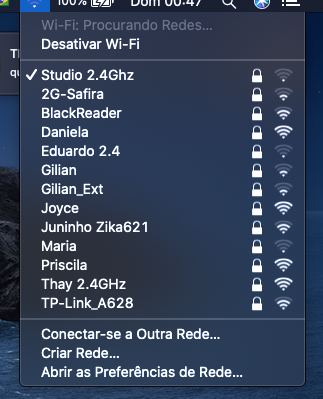 100% Dom 00:47
Wi-Fi: Procurando Redes...
Desativar Wi-Fi
✓ Studio 2.4Ghz
2G-Safira
BlackReader
Daniela
Eduardo 2.4
Gilian
Gilian_Ext
Joyce
Juninho Zika621
Maria
Priscila
Thay 2.4GHz
TP-Link_A628
Conectar-se a Outra Rede...
Criar Rede...
Abrir as Preferências de Rede...